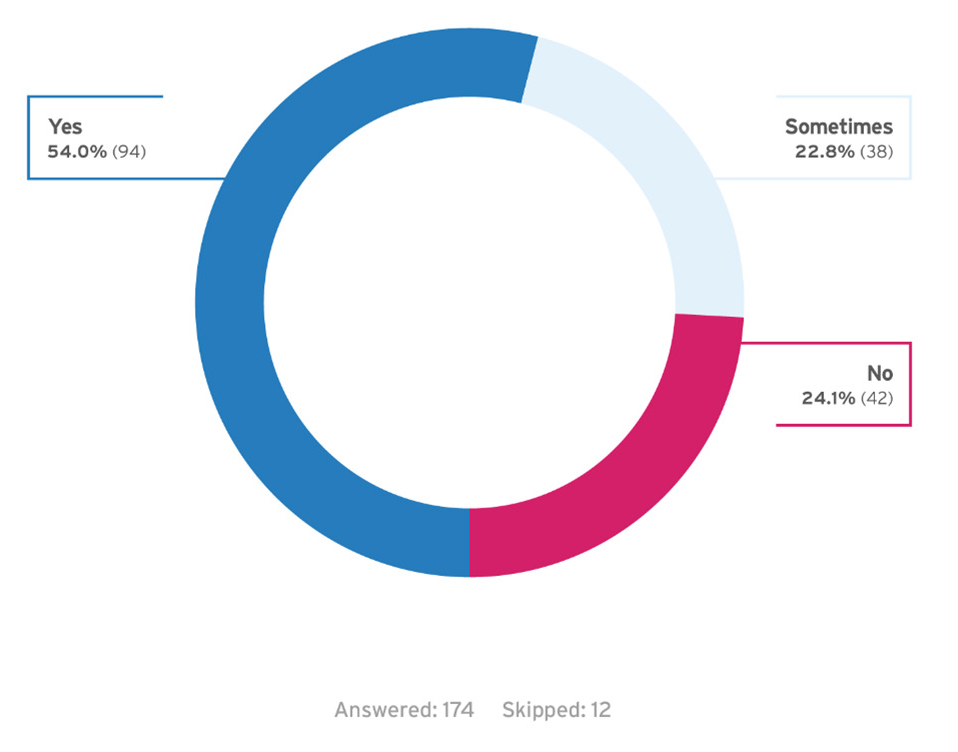 Yes
54.0% (94)
Sometimes
22.8% (38)
No
24.1% (42)
Answered: 174 Skipped: 12